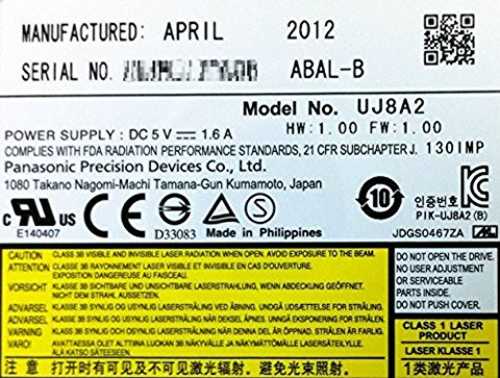 MANUFACTURED: APRIL 2012
SERIAL NO. ABAL-B
Model No. UJ8A2
HW:1.00 FW:1.00
POWER SUPPLY : DC 5 V 1.6 A
COMPLIES WITH FDA RADIATION PERFORMANCE STANDARDS, 21 CFR SUBCHAPTER J. 130IMP
Panasonic Precision Devices Co., Ltd.
1080 Takano Nagomi-Machi Tamana-Gun Kumamoto, Japan
10
인증번호
PIK-UJ8A2 (B)
C UL US
E140407
D33083
Made in Philippines
JDGS0467ZA
CAUTION CLASS 3B VISIBLE AND INVISIBLE LASER RADIATION WHEN OPEN. AVOID EXPOSURE TO THE BEAM.
ATTENTION CLASSE 3B RAYONNEMENT LASER VISIBLE ET INVISIBLE EN CAS D'OUVERTURE.
EXPOSITION DANGEREUSE AU FAISCEAU.
VORSICHT KLASSE 3B SICHTBARE UND UNSICHTBARE LASERSTRAHLUNG, WENN ABDECKUNG GEÖFFNET.
NICHT DEM STRAHL AUSSETZEN.
ADVARSEL KLASSE 3B SYNLIG OG USYNLIG LASERSTRÅLING VED ÅBNING. UNDGÅ UDSÆTTELSE FOR STRÅLING.
ADVARSEL KLASSE 3B SYNLIG OG USYNLIG LASERSTRÅLING NÅR DEKSEL ÅPNES. UNNGÅ EKSPONERING FOR STRÅLEN.
WARNING KLASS 3B SYNLIG OCH OSYNLIG LASERSTRÅLNING NÄR DENNA DEL ÄR ÖPPNAD. STRÅLEN ÄR FARLIG.
VARO! AVATTAESSA OLET ALTTIINA LUOKAN 3B NÄKYVÄ JA NÄKYMÄTTÖMÄLLE LASERSÄTEILYLLE.
ÄLÄ KATSO SÄTEESEEN.
注意 打开时有可见及不可见激光辐射。避免光束照射。
DO NOT OPEN THE DRIVE.
NO ADJUSTMENT
OR SERVICEABLE
PARTS INSIDE.
DO NOT PUSH COVER.
CLASS 1 LASER
PRODUCT
LASER KLASSE 1
1类激光产品